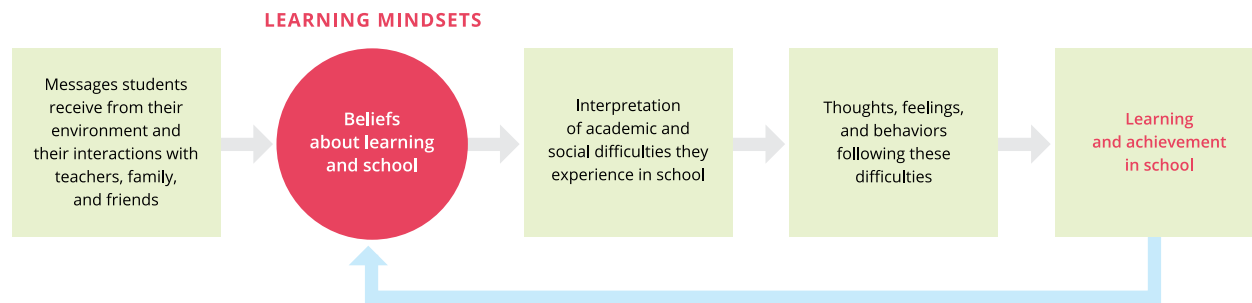 LEARNING MINDSETS
Messages students
receive from their
environment and
their interactions with
teachers, family,
and friends
Beliefs
about learning
and school
Interpretation
of academic and
social difficulties they
experience in school
Thoughts, feelings,
and behaviors
following these
difficulties
Learning
and achievement
in school